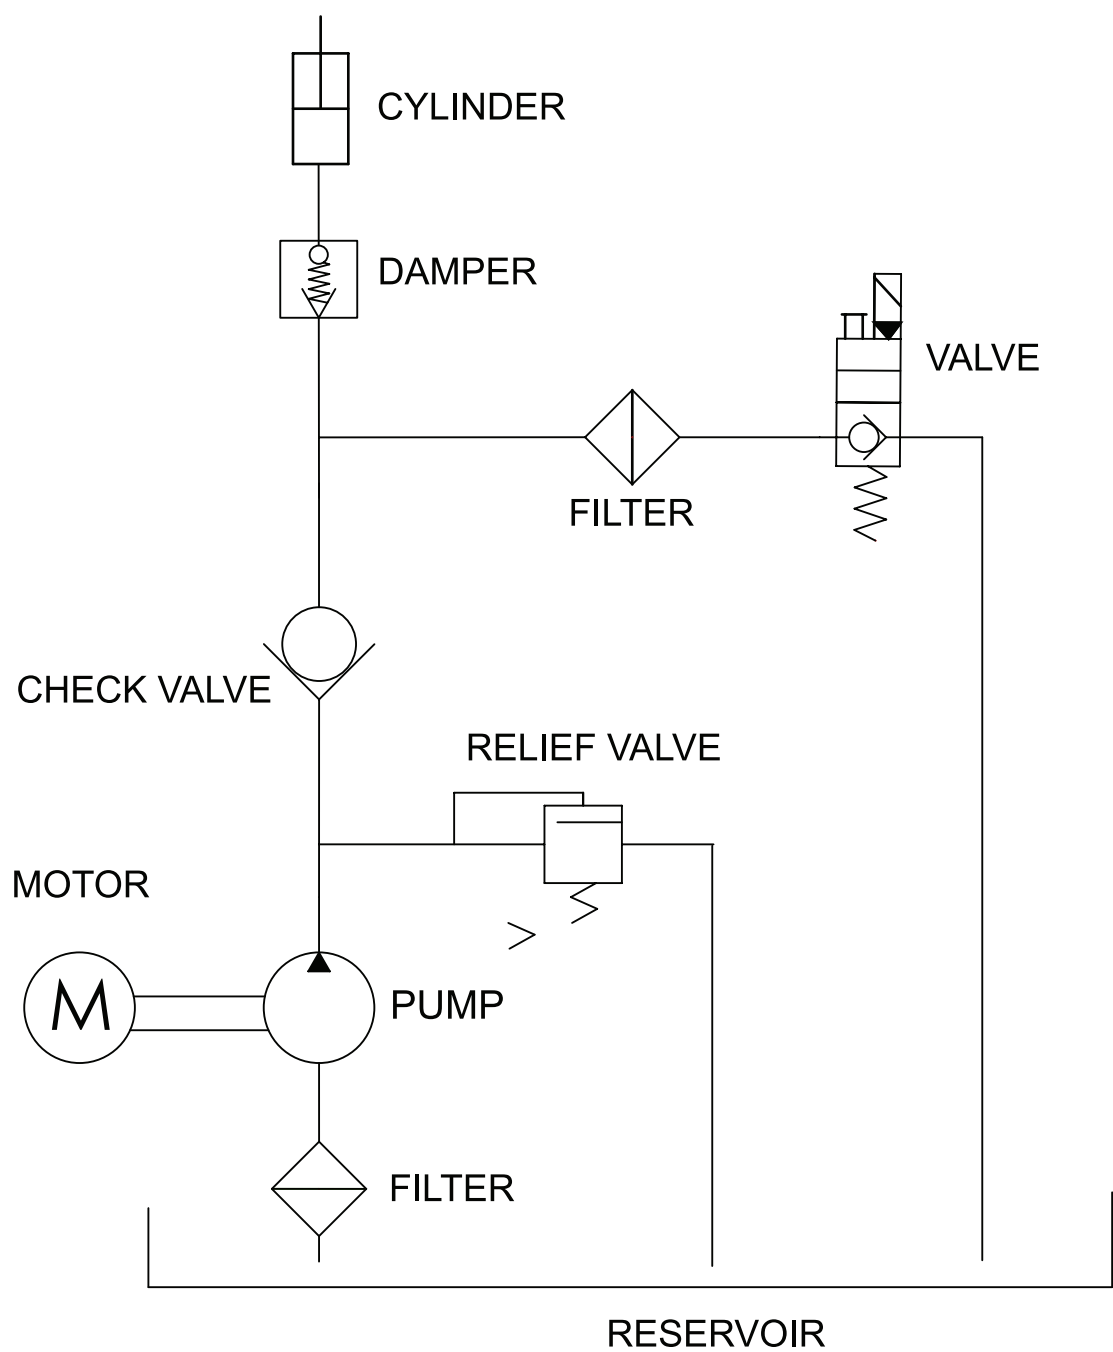 CYLINDER
DAMPER
VALVE
FILTER
CHECK VALVE
RELIEF VALVE
MOTOR
M
PUMP
FILTER
RESERVOIR